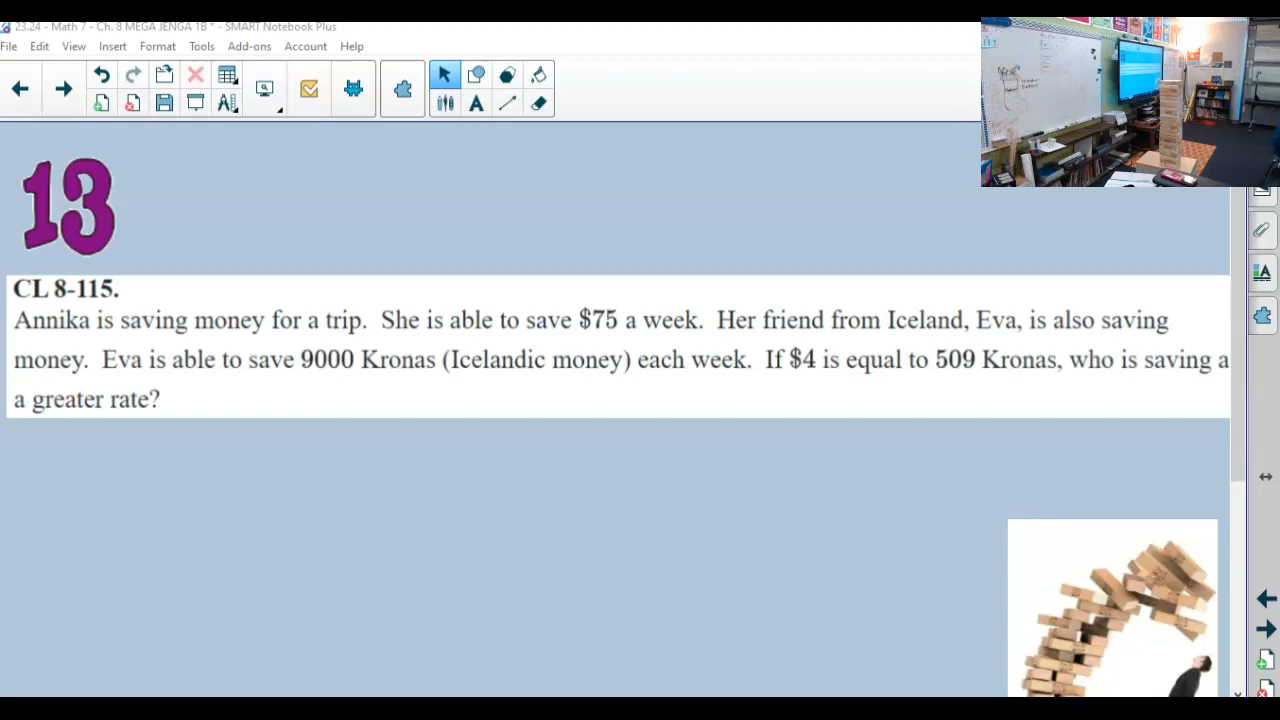 23.24 - Math 7 - Ch. 8 MEGA JENGA 1B * - SMART Notebook Plus
File Edit View Insert Format Tools Add-ons Account Help
13
CL 8-115.
Annika is saving money for a trip. She is able to save $75 a week. Her friend from Iceland, Eva, is also saving
money. Eva is able to save 9000 Kronas (Icelandic money) each week. If $4 is equal to 509 Kronas, who is saving a
a greater rate?